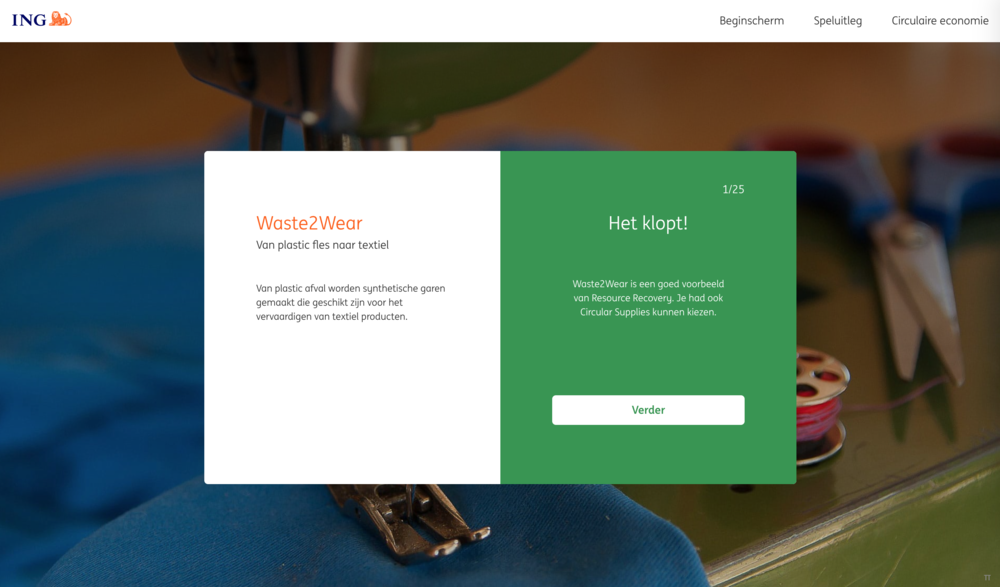 ING
Beginscherm
Speluitleg
Circulaire economie
Waste2Wear
Van plastic fles naar textiel
Van plastic afval worden synthetische garen
gemaakt die geschikt zijn voor het
vervaardigen van textiel producten.
1/25
Het klopt!
Waste2Wear is een goed voorbeeld
van Resource Recovery. Je had ook
Circular Supplies kunnen kiezen.
Verder